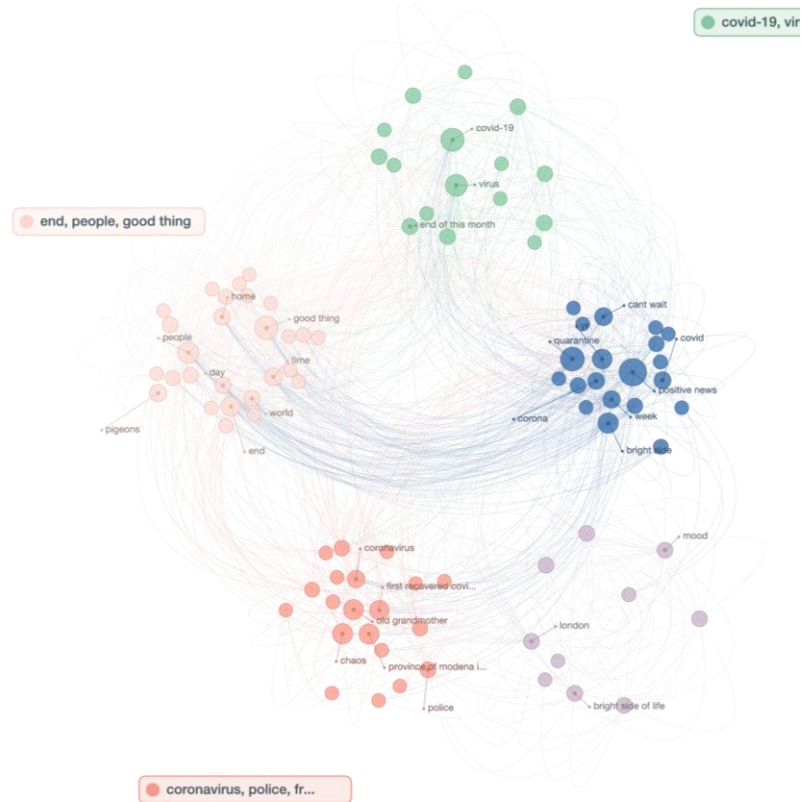 covid-19, vir
covid-19
virus
end of this month
end, people, good thing
home
good thing
people
time
day
world
pigeons
end
cant wait
quarantine
covid
positive news
corona
week
bright side
coronavirus
first recovered covi...
old grandmother
chaos
province of modena i...
police
mood
london
bright side of life
coronavirus, police, fr...